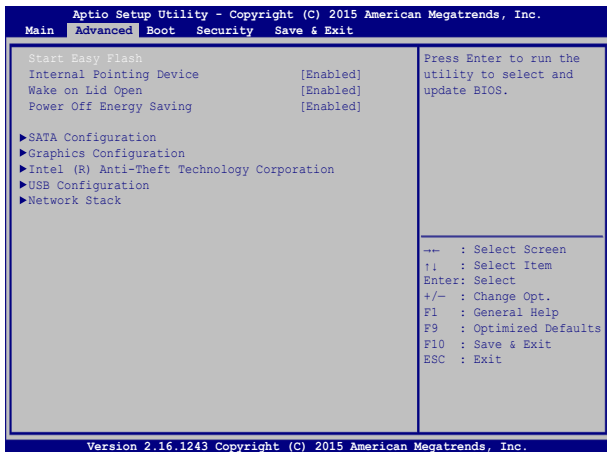 Aptio Setup Utility - Copyright (C) 2015 American Megatrends, Inc.
Main Advanced Boot Security Save & Exit
Start Easy Flash
Internal Pointing Device [Enabled]
Wake on Lid Open [Enabled]
Power Off Energy Saving [Enabled]
▶SATA Configuration
▶Graphics Configuration
▶Intel (R) Anti-Theft Technology Corporation
▶USB Configuration
▶Network Stack
Press Enter to run the
utility to select and
update BIOS.
→← : Select Screen
↑↓ : Select Item
Enter: Select
+/— : Change Opt.
F1 : General Help
F9 : Optimized Defaults
F10 : Save & Exit
ESC : Exit
Version 2.16.1243 Copyright (C) 2015 American Megatrends, Inc.